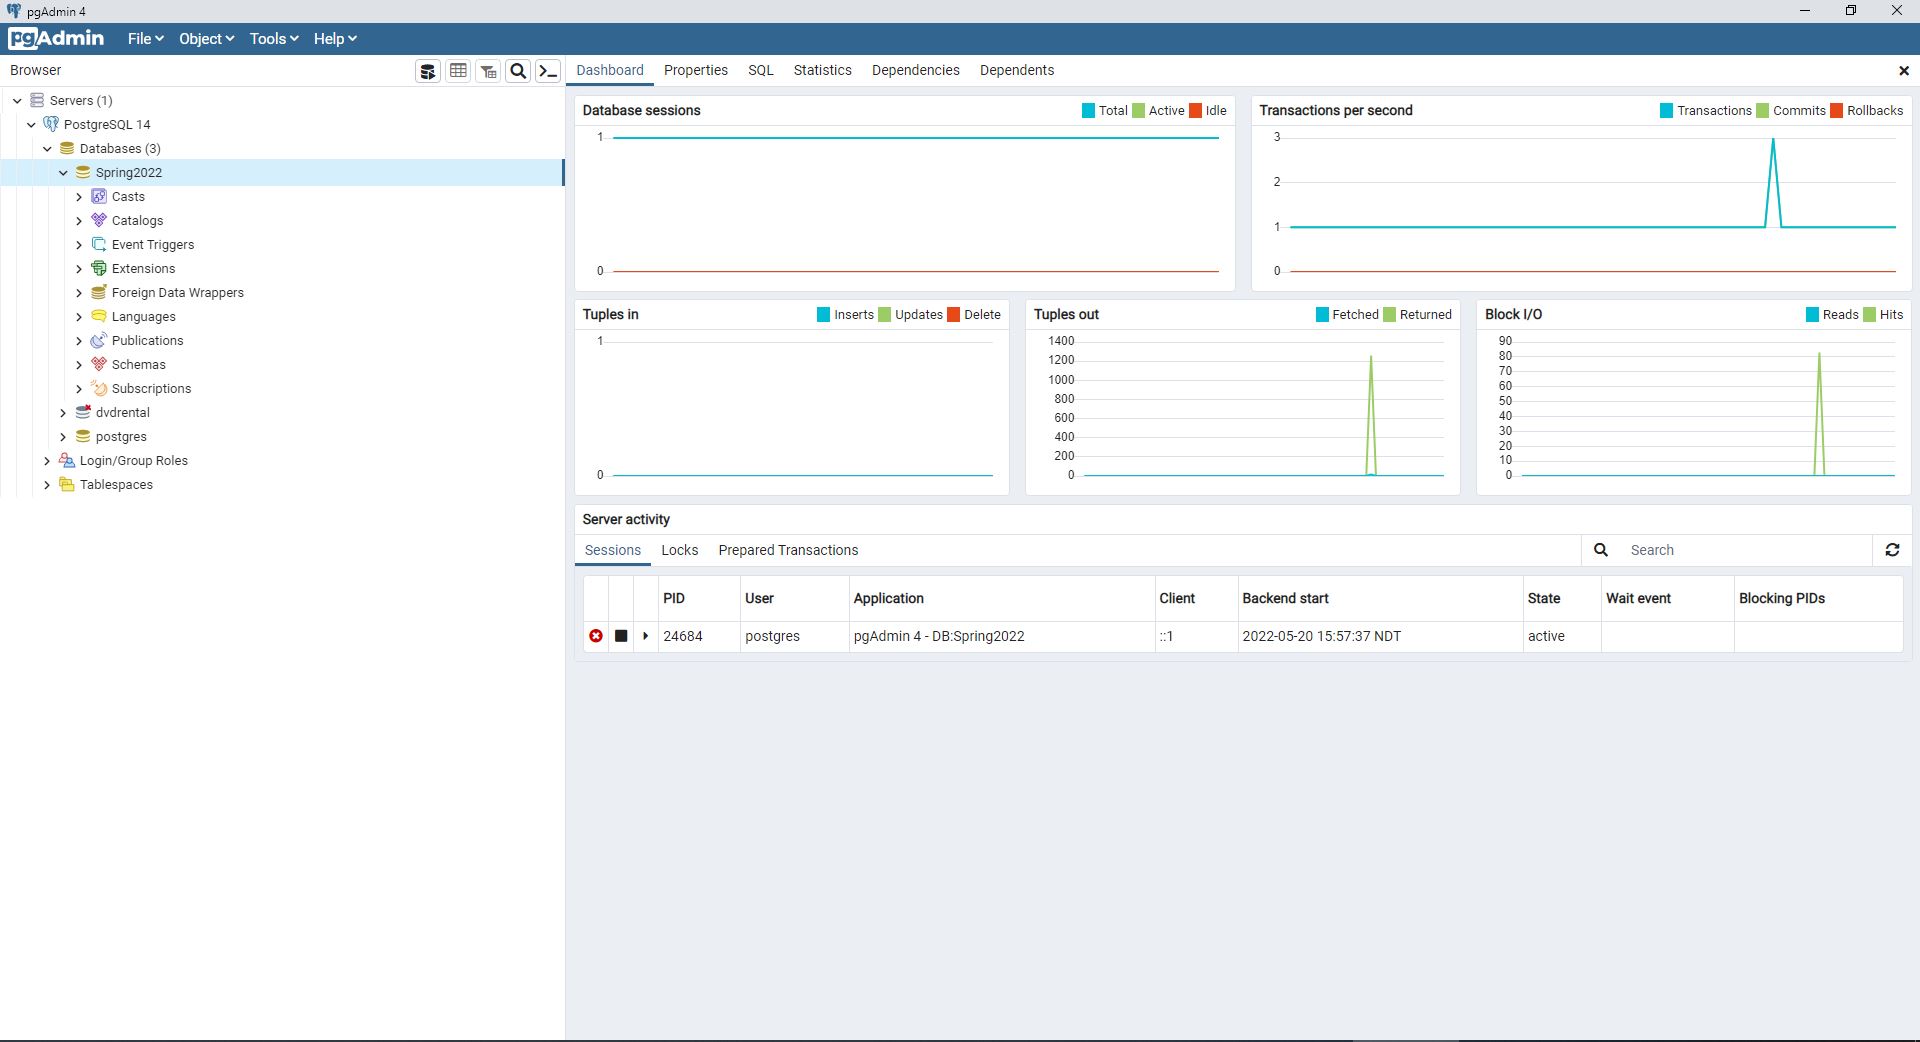 pgAdmin 4
pgAdmin File Object Tools Help
Browser
Dashboard Properties SQL Statistics Dependencies Dependents
Servers (1)
PostgreSQL 14
Databases (3)
Spring2022
Casts
Catalogs
Event Triggers
Extensions
Foreign Data Wrappers
Languages
Publications
Schemas
Subscriptions
dvdrental
postgres
Login/Group Roles
Tablespaces
Database sessions Total Active Idle
1
0
Transactions per second Transactions Commits Rollbacks
3
2
1
0
Tuples in Inserts Updates Delete
1
0
Tuples out Fetched Returned
1400
1200
1000
800
600
400
200
0
Block I/O Reads Hits
90
80
70
60
50
40
30
20
10
0
Server activity
Sessions Locks Prepared Transactions Search
PID User Application Client Backend start State Wait event Blocking PIDs
24684 postgres pgAdmin 4 - DB:Spring2022 ::1 2022-05-20 15:57:37 NDT active